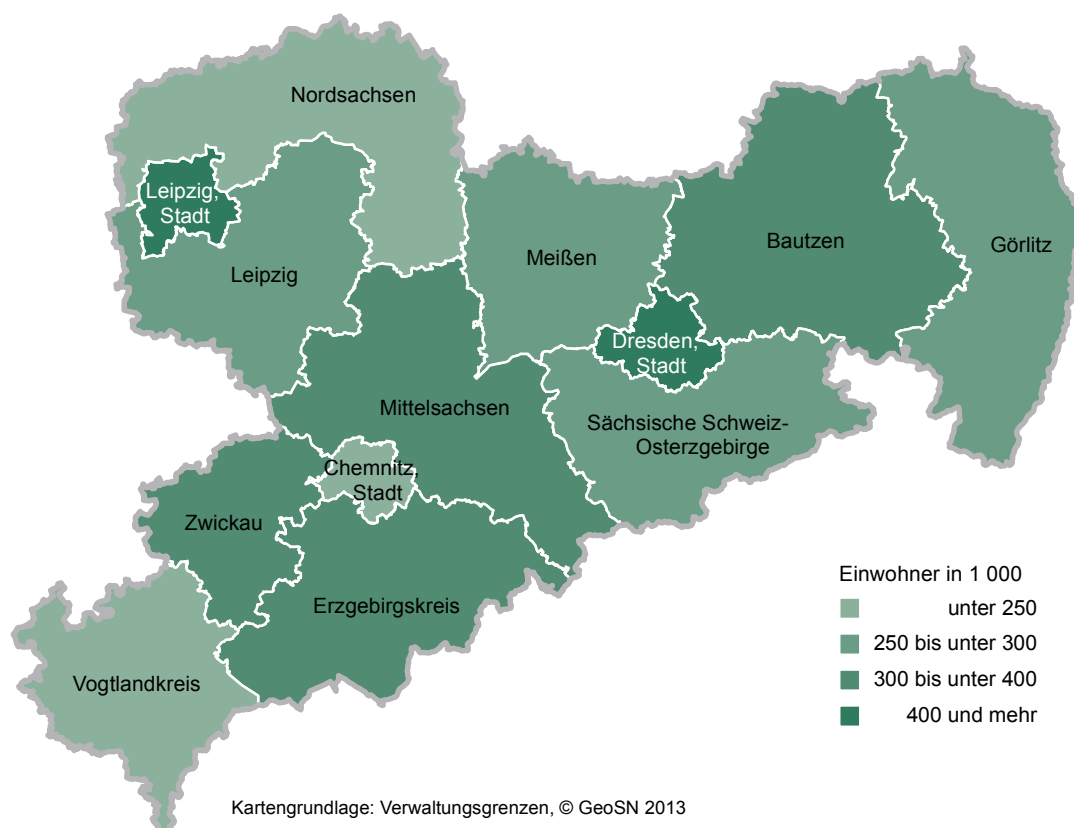 Nordsachsen
Leipzig,
Stadt
Leipzig
Meißen
Bautzen
Görlitz
Dresden,
Stadt
Mittelsachsen
Sächsische Schweiz-
Osterzgebirge
Chemnitz,
Stadt
Zwickau
Erzgebirgskreis
Vogtlandkreis
Einwohner in 1 000
unter 250
250 bis unter 300
300 bis unter 400
400 und mehr
Kartengrundlage: Verwaltungsgrenzen, © GeoSN 2013